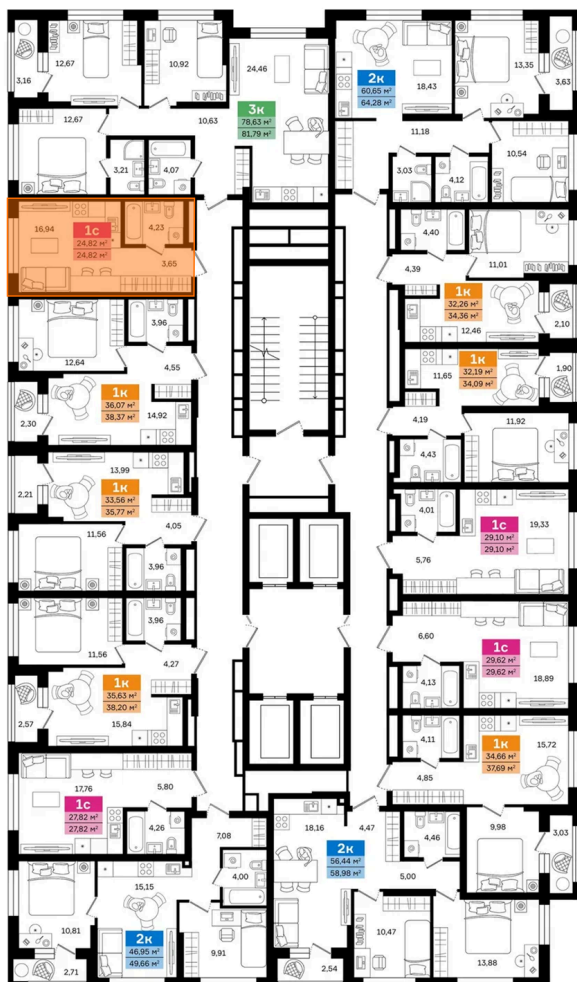 3,16
12,67
10,92
24,46
3к
78,63 м²
81,79 м²
12,67
10,63
3,21
4,07
2к
60,65 м²
64,28 м²
18,43
13,35
3,63
11,18
3,03
4,12
10,54
16,94
1с
24,82 м²
24,82 м²
4,23
3,65
4,40
4,39
11,01
1к
32,26 м²
34,36 м²
12,46
2,10
3,96
12,64
4,55
1к
36,07 м²
38,37 м²
14,92
2,30
11,65
1к
32,19 м²
34,09 м²
1,90
4,19
11,92
4,43
13,99
2,21
1к
33,56 м²
35,77 м²
4,05
11,56
3,96
4,01
1с
29,10 м²
29,10 м²
19,33
5,76
3,96
11,56
4,27
1к
35,63 м²
38,20 м²
2,57
15,84
6,60
1с
29,62 м²
29,62 м²
4,13
18,89
4,11
1к
34,66 м²
37,69 м²
15,72
4,85
17,76
5,80
1с
27,82 м²
27,82 м²
4,26
7,08
4,00
15,15
10,81
2к
46,95 м²
49,66 м²
2,71
9,91
18,16
4,47
2к
56,44 м²
58,98 м²
4,46
5,00
9,98
3,03
10,47
2,54
13,88